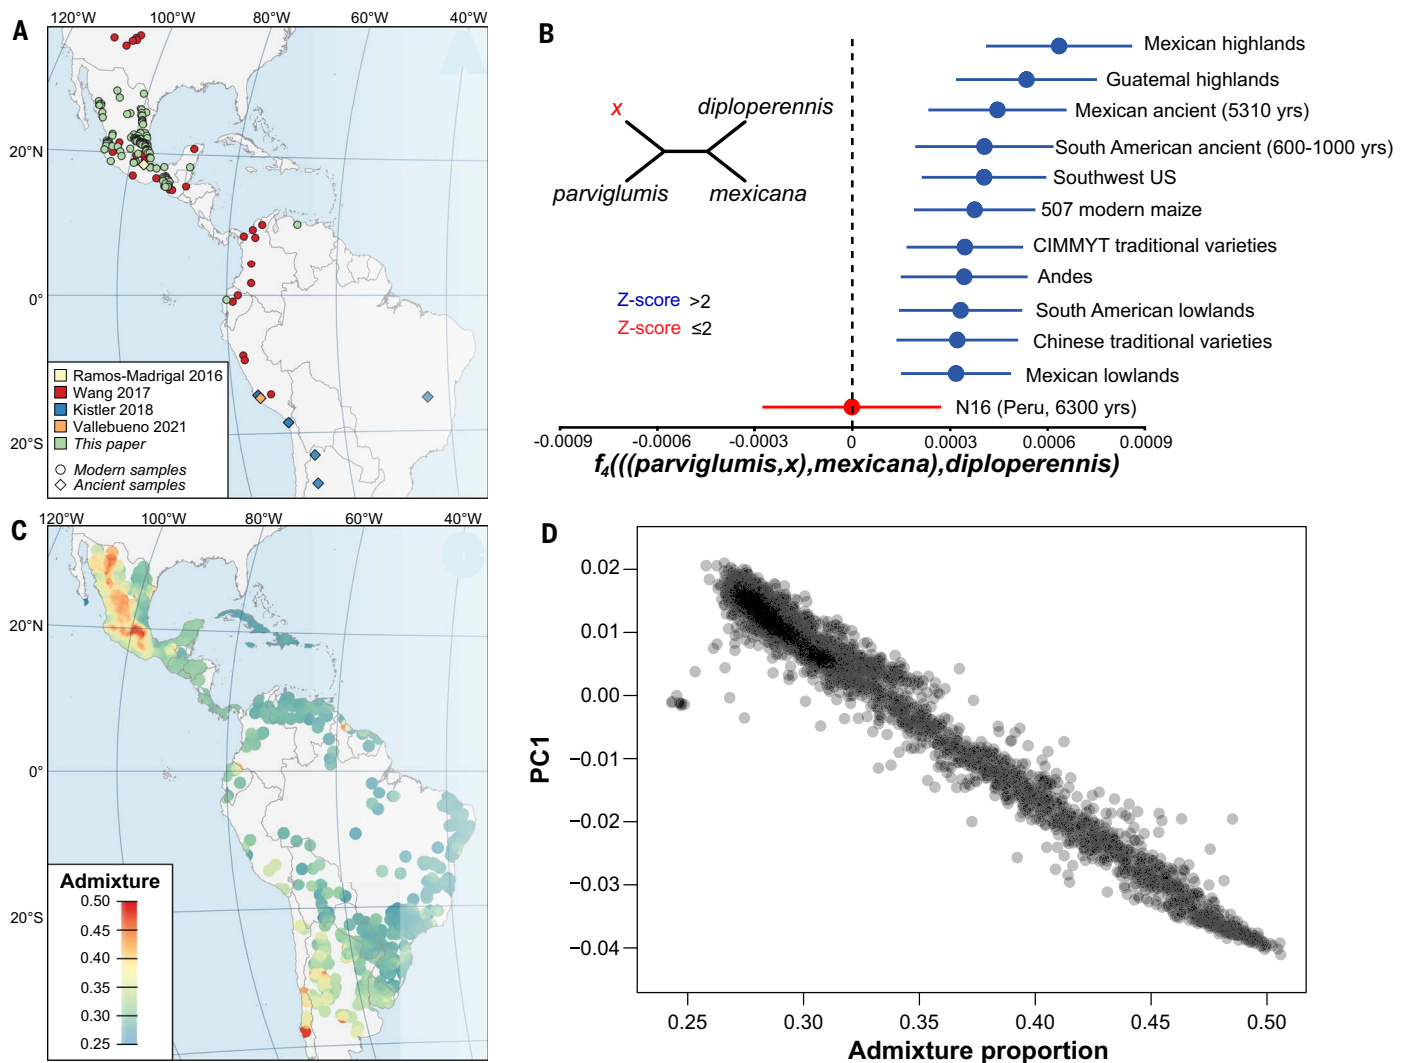 A
120°W 100°W 80°W 60°W 40°W
20°N
0°
20°S
Ramos-Madrigal 2016
Wang 2017
Kistler 2018
Vallebueno 2021
This paper
Modern samples
Ancient samples
B
x
diploperennis
parviglumis
mexicana
Z-score >2
Z-score ≤2
Mexican highlands
Guatemal highlands
Mexican ancient (5310 yrs)
South American ancient (600-1000 yrs)
Southwest US
507 modern maize
CIMMYT traditional varieties
Andes
South American lowlands
Chinese traditional varieties
Mexican lowlands
N16 (Peru, 6300 yrs)
-0.0009 -0.0006 -0.0003 0 0.0003 0.0006 0.0009
f4(((parviglumis,x),mexicana),diploperennis)
C
120°W 100°W 80°W 60°W 40°W
20°N
0°
20°S
Admixture
0.50
0.45
0.40
0.35
0.30
0.25
D
PC1
0.02
0.01
0.00
−0.01
−0.02
−0.03
−0.04
0.25 0.30 0.35 0.40 0.45 0.50
Admixture proportion